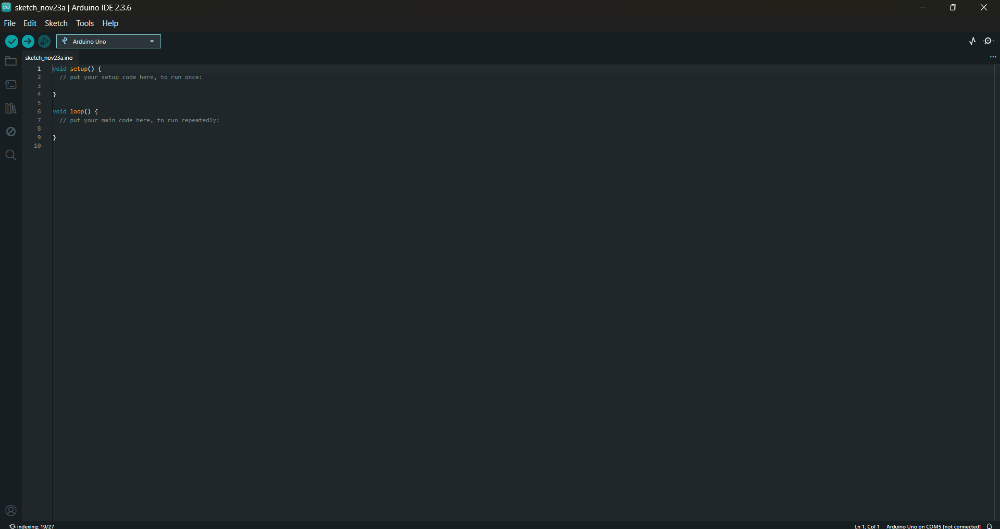 sketch_nov23a | Arduino IDE 2.3.6
File Edit Sketch Tools Help
Arduino Uno
sketch_nov23a.ino
1 void setup() {
2 // put your setup code here, to run once:
3
4 }
5
6 void loop() {
7 // put your main code here, to run repeatedly:
8
9 }
10
indexing: 19/27
Ln 1, Col 1 Arduino Uno on COM5 [not connected]